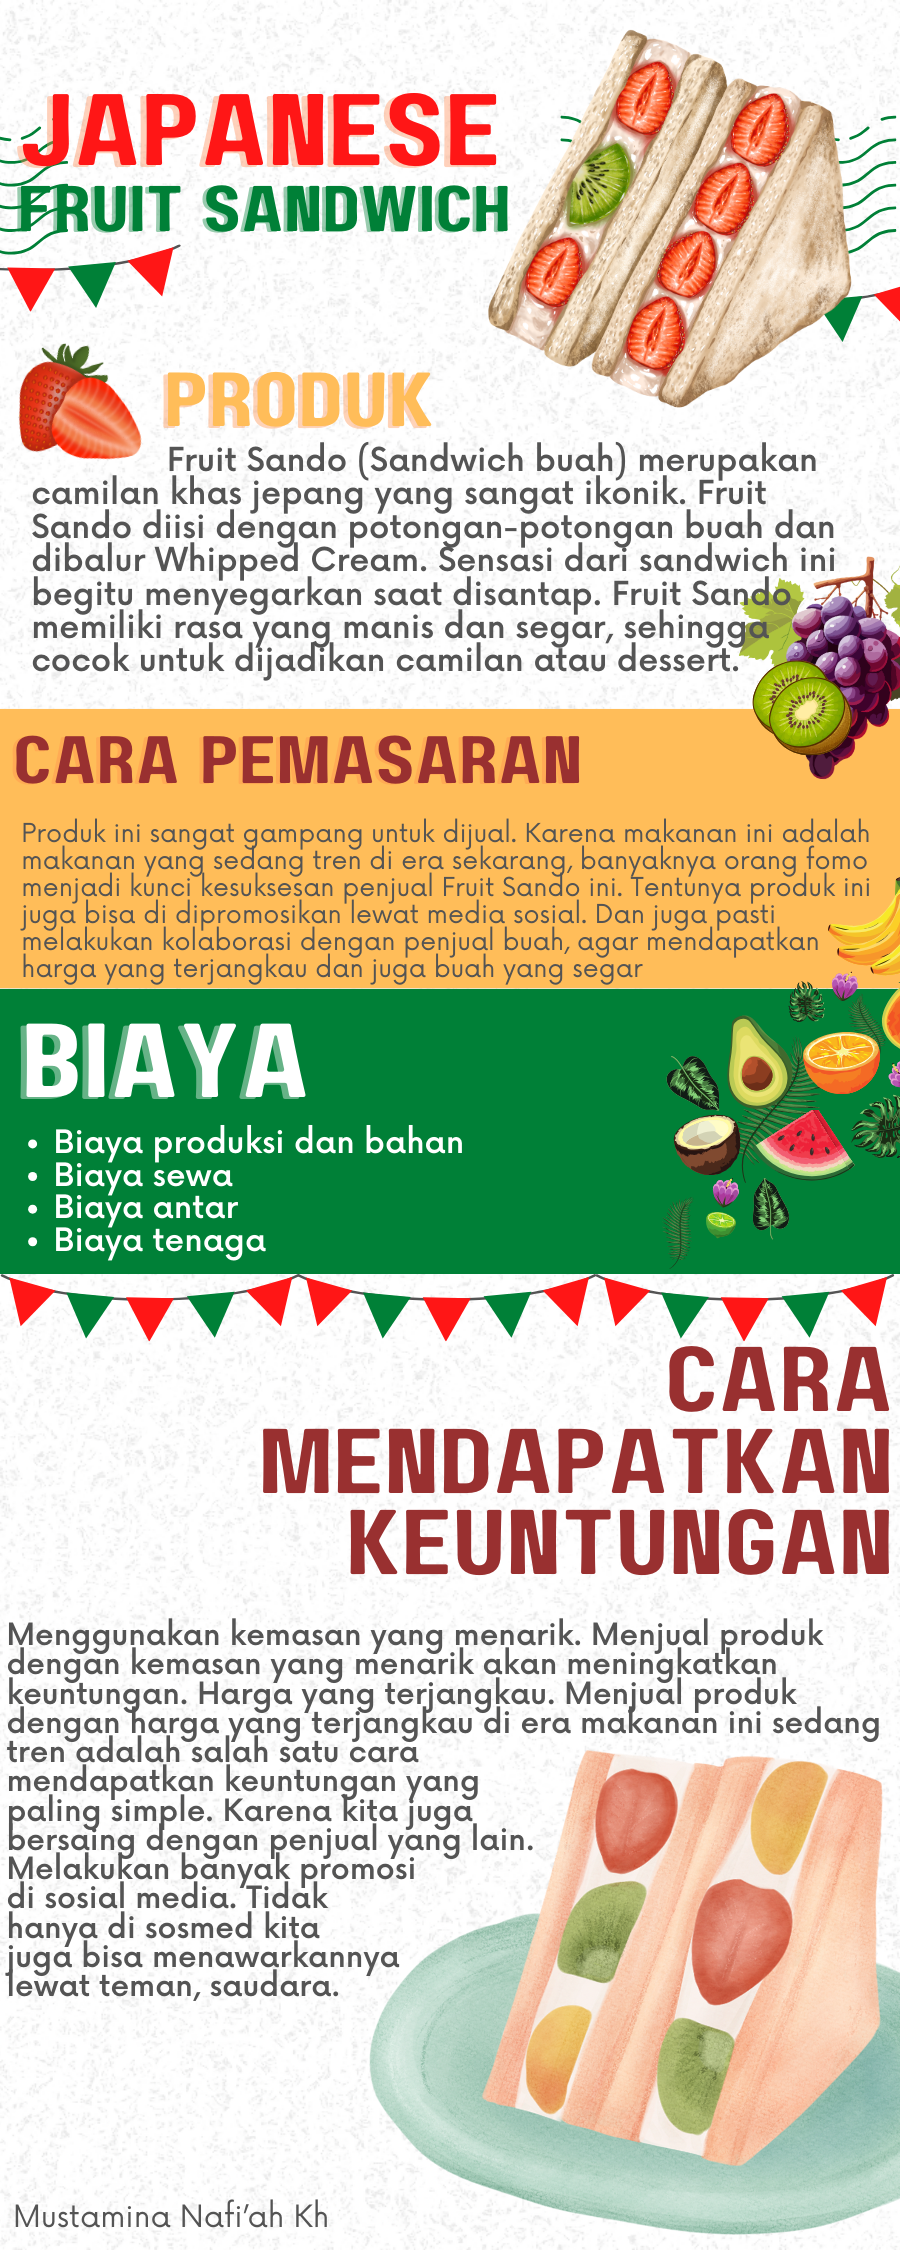 JAPANESE
FRUIT SANDWICH
PRODUK
Fruit Sando (Sandwich buah) merupakan
camilan khas jepang yang sangat ikonik. Fruit
Sando diisi dengan potongan-potongan buah dan
dibalur Whipped Cream. Sensasi dari sandwich ini
begitu menyegarkan saat disantap. Fruit Sando
memiliki rasa yang manis dan segar, sehingga
cocok untuk dijadikan camilan atau dessert.
CARA PEMASARAN
Produk ini sangat gampang untuk dijual. Karena makanan ini adalah
makanan yang sedang tren di era sekarang, banyaknya orang fomo
menjadi kunci kesuksesan penjual Fruit Sando ini. Tentunya produk ini
juga bisa di dipromosikan lewat media sosial. Dan juga pasti
melakukan kolaborasi dengan penjual buah, agar mendapatkan
harga yang terjangkau dan juga buah yang segar
BIAYA
• Biaya produksi dan bahan
• Biaya sewa
• Biaya antar
• Biaya tenaga
CARA
MENDAPATKAN
KEUNTUNGAN
Menggunakan kemasan yang menarik. Menjual produk
dengan kemasan yang menarik akan meningkatkan
keuntungan. Harga yang terjangkau. Menjual produk
dengan harga yang terjangkau di era makanan ini sedang
tren adalah salah satu cara
mendapatkan keuntungan yang
paling simple. Karena kita juga
bersaing dengan penjual yang lain.
Melakukan banyak promosi
di sosial media. Tidak
hanya di sosmed kita
juga bisa menawarkannya
lewat teman, saudara.
Mustamina Nafi'ah Kh